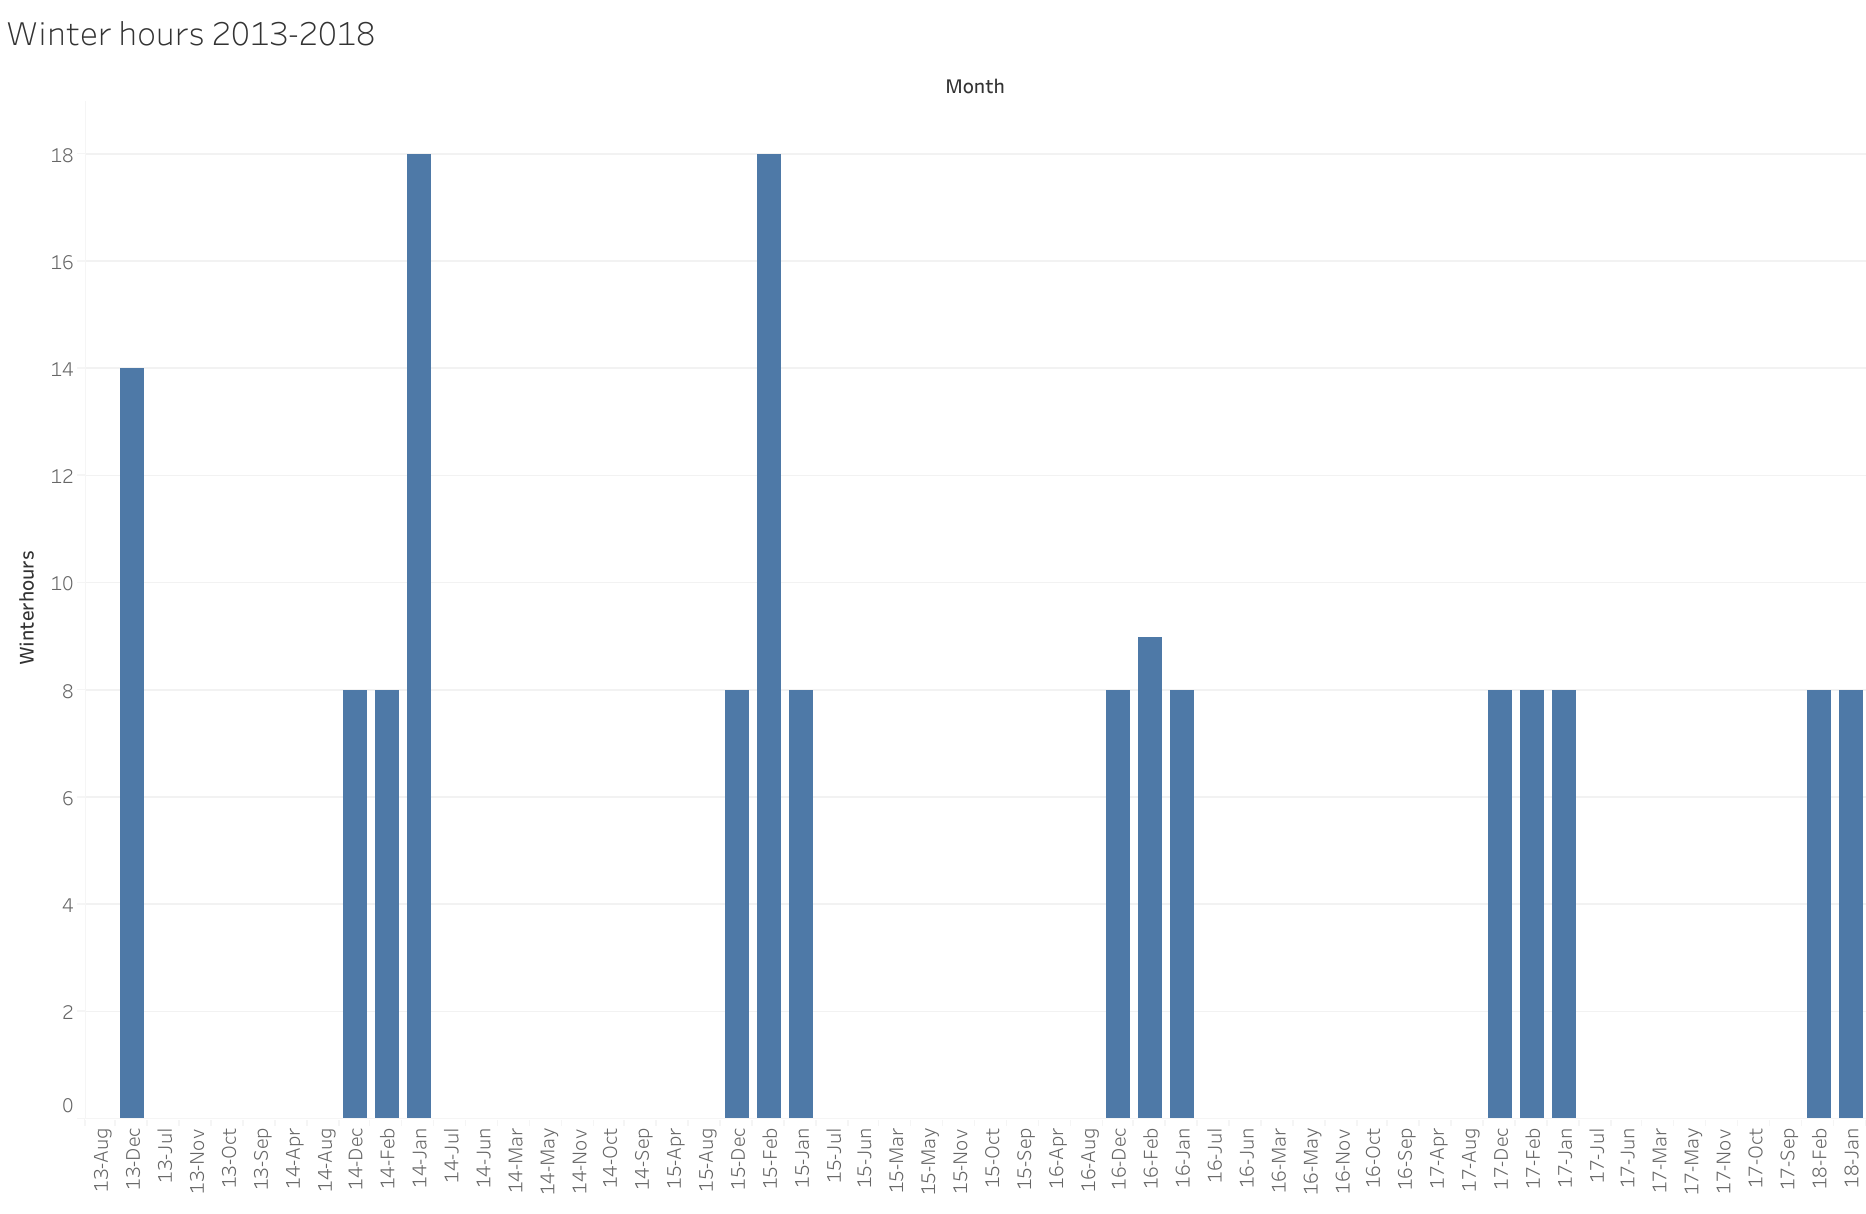 Winter hours 2013-2018
Month
Winterhours
18
16
14
12
10
8
6
4
2
0
13-Aug
13-Dec
13-Jul
13-Nov
13-Oct
13-Sep
14-Apr
14-Aug
14-Dec
14-Feb
14-Jan
14-Jul
14-Jun
14-Mar
14-May
14-Nov
14-Oct
14-Sep
15-Apr
15-Aug
15-Dec
15-Feb
15-Jan
15-Jul
15-Jun
15-Mar
15-May
15-Nov
15-Oct
15-Sep
16-Apr
16-Aug
16-Dec
16-Feb
16-Jan
16-Jul
16-Jun
16-Mar
16-May
16-Nov
16-Oct
16-Sep
17-Apr
17-Aug
17-Dec
17-Feb
17-Jan
17-Jul
17-Jun
17-Mar
17-May
17-Nov
17-Oct
17-Sep
18-Feb
18-Jan